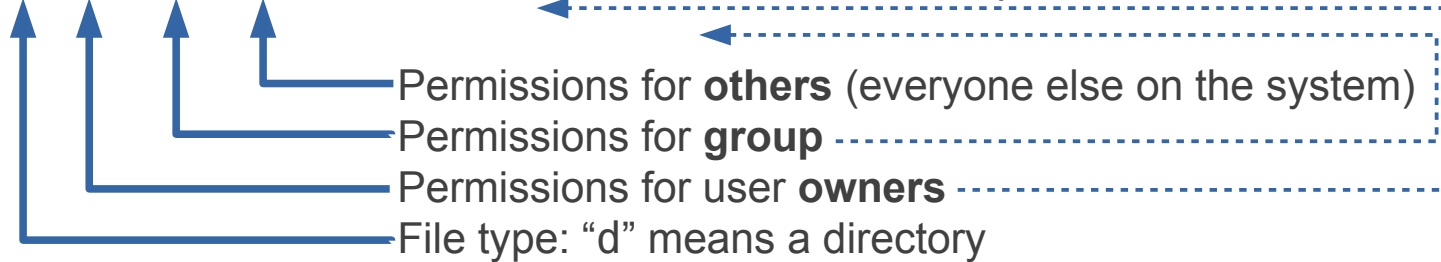 Permissions for others (everyone else on the system)
Permissions for group
Permissions for user owners
File type: “d” means a directory